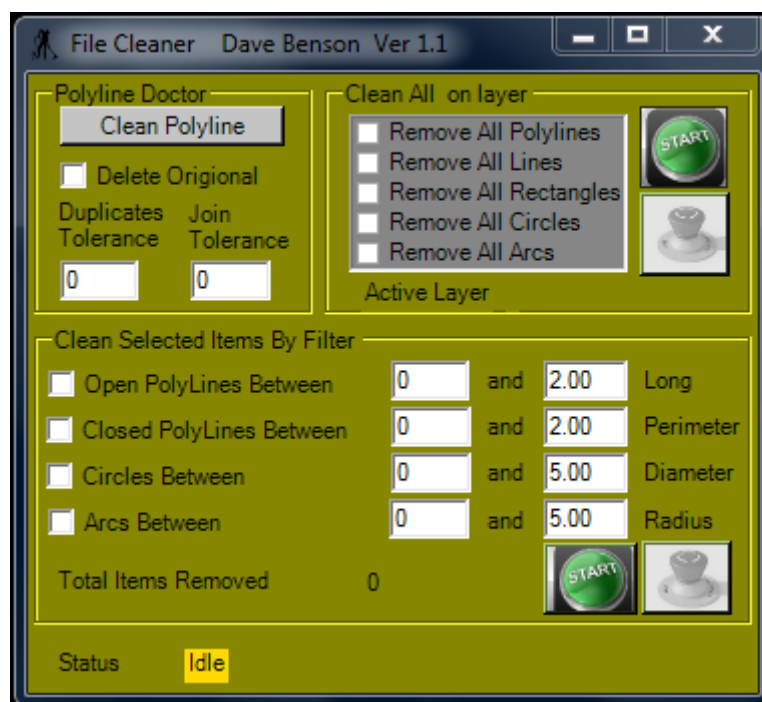 File Cleaner Dave Benson Ver 1.1
Polyline Doctor
Clean Polyline
Delete Origional
Duplicates Tolerance
Join Tolerance
0
0
Clean All on layer
Remove All Polylines
Remove All Lines
Remove All Rectangles
Remove All Circles
Remove All Arcs
START
Active Layer
Clean Selected Items By Filter
Open PolyLines Between 0 and 2.00 Long
Closed PolyLines Between 0 and 2.00 Perimeter
Circles Between 0 and 5.00 Diameter
Arcs Between 0 and 5.00 Radius
Total Items Removed 0
START
Status Idle